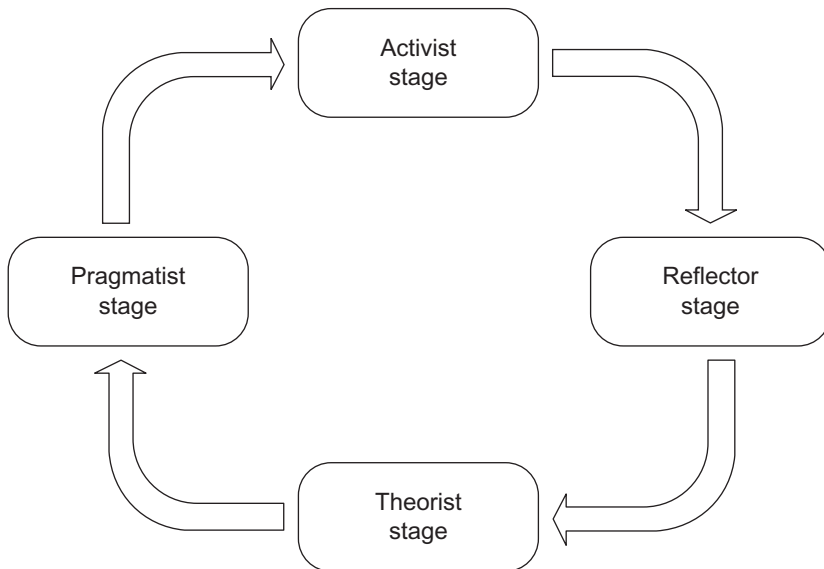 Activist
stage
Pragmatist
stage
Reflector
stage
Theorist
stage